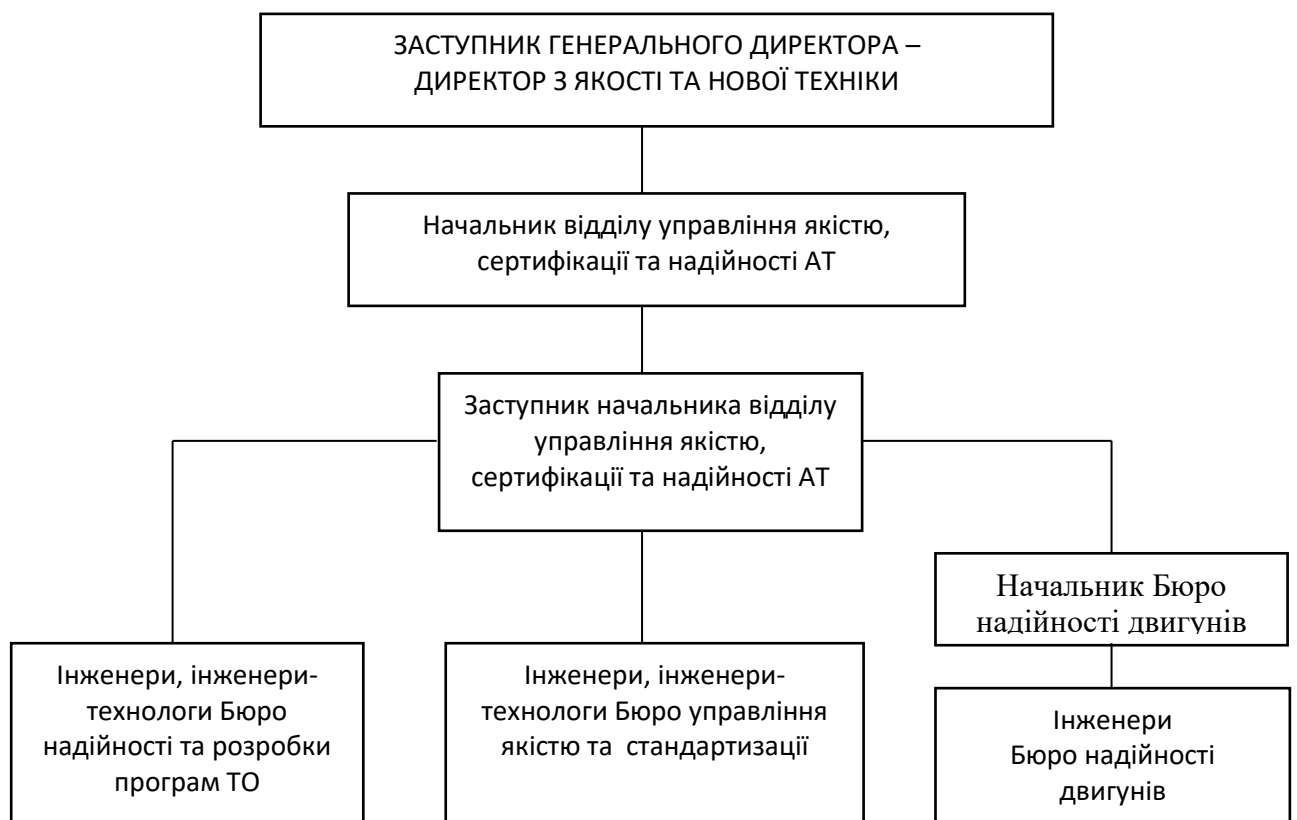 ЗАСТУПНИК ГЕНЕРАЛЬНОГО ДИРЕКТОРА –
ДИРЕКТОР З ЯКОСТІ ТА НОВОЇ ТЕХНІКИ
Начальник відділу управління якістю,
сертифікації та надійності АТ
Заступник начальника відділу
управління якістю,
сертифікації та надійності АТ
Начальник Бюро
надійності двигунів
Інженери, інженери-
технологи Бюро
надійності та розробки
програм ТО
Інженери, інженери-
технологи Бюро управління
якістю та стандартизації
Інженери
Бюро надійності
двигунів